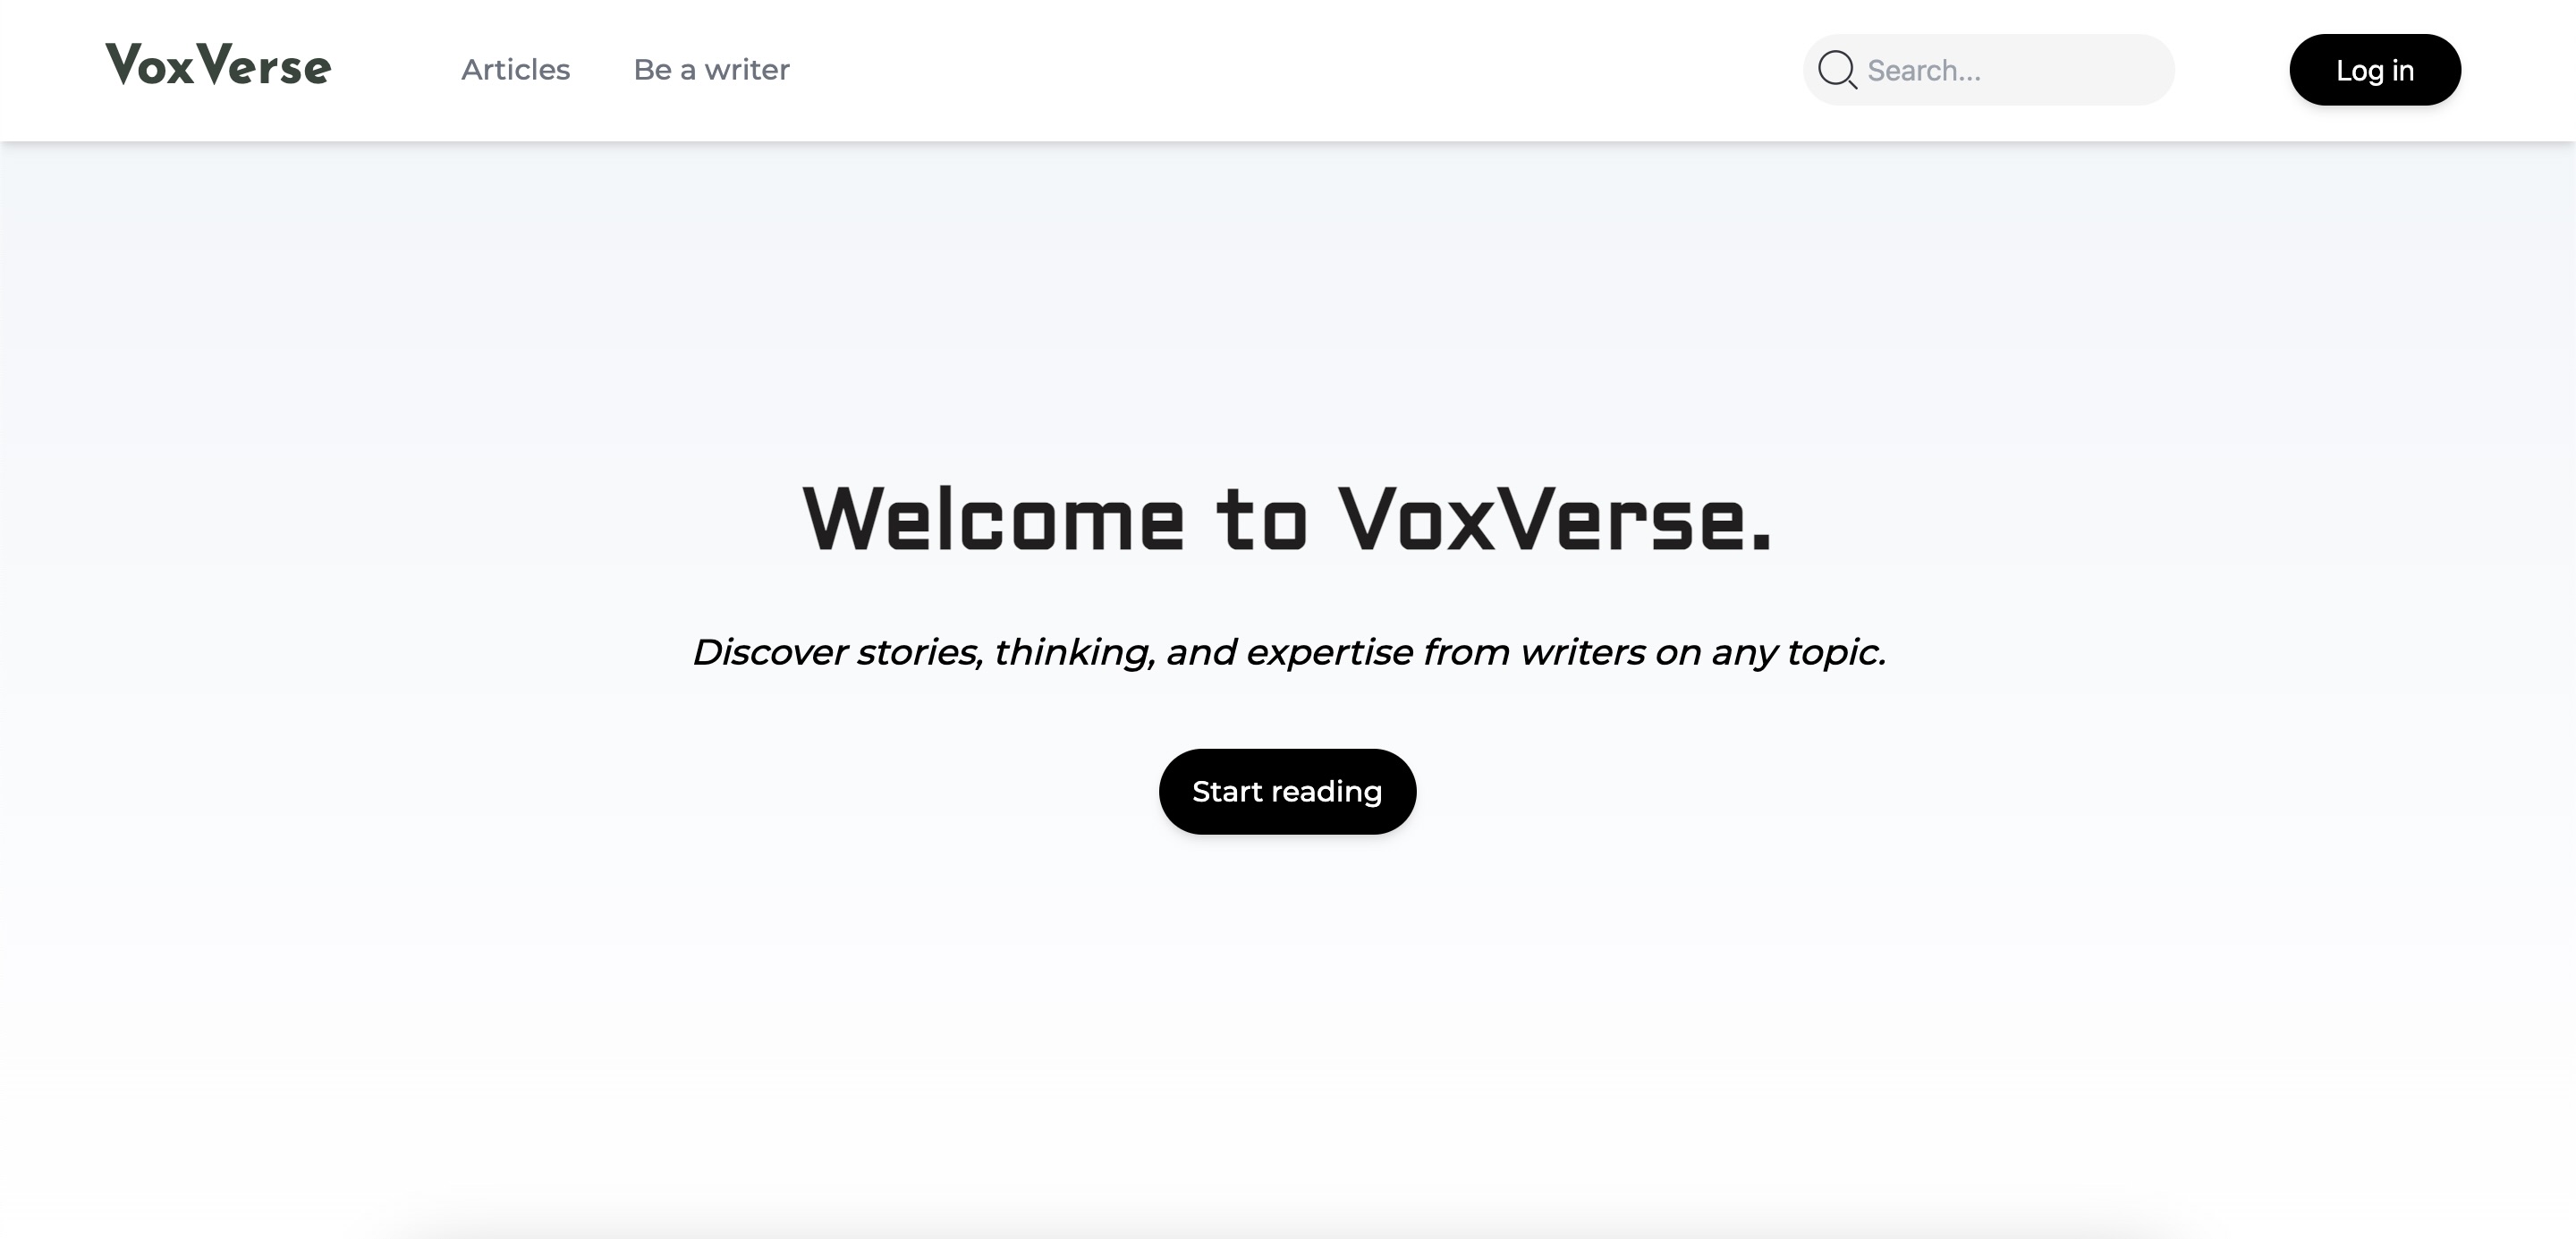 VoxVerse
Articles
Be a writer
Search...
Log in
Welcome to VoxVerse.
Discover stories, thinking, and expertise from writers on any topic.
Start reading